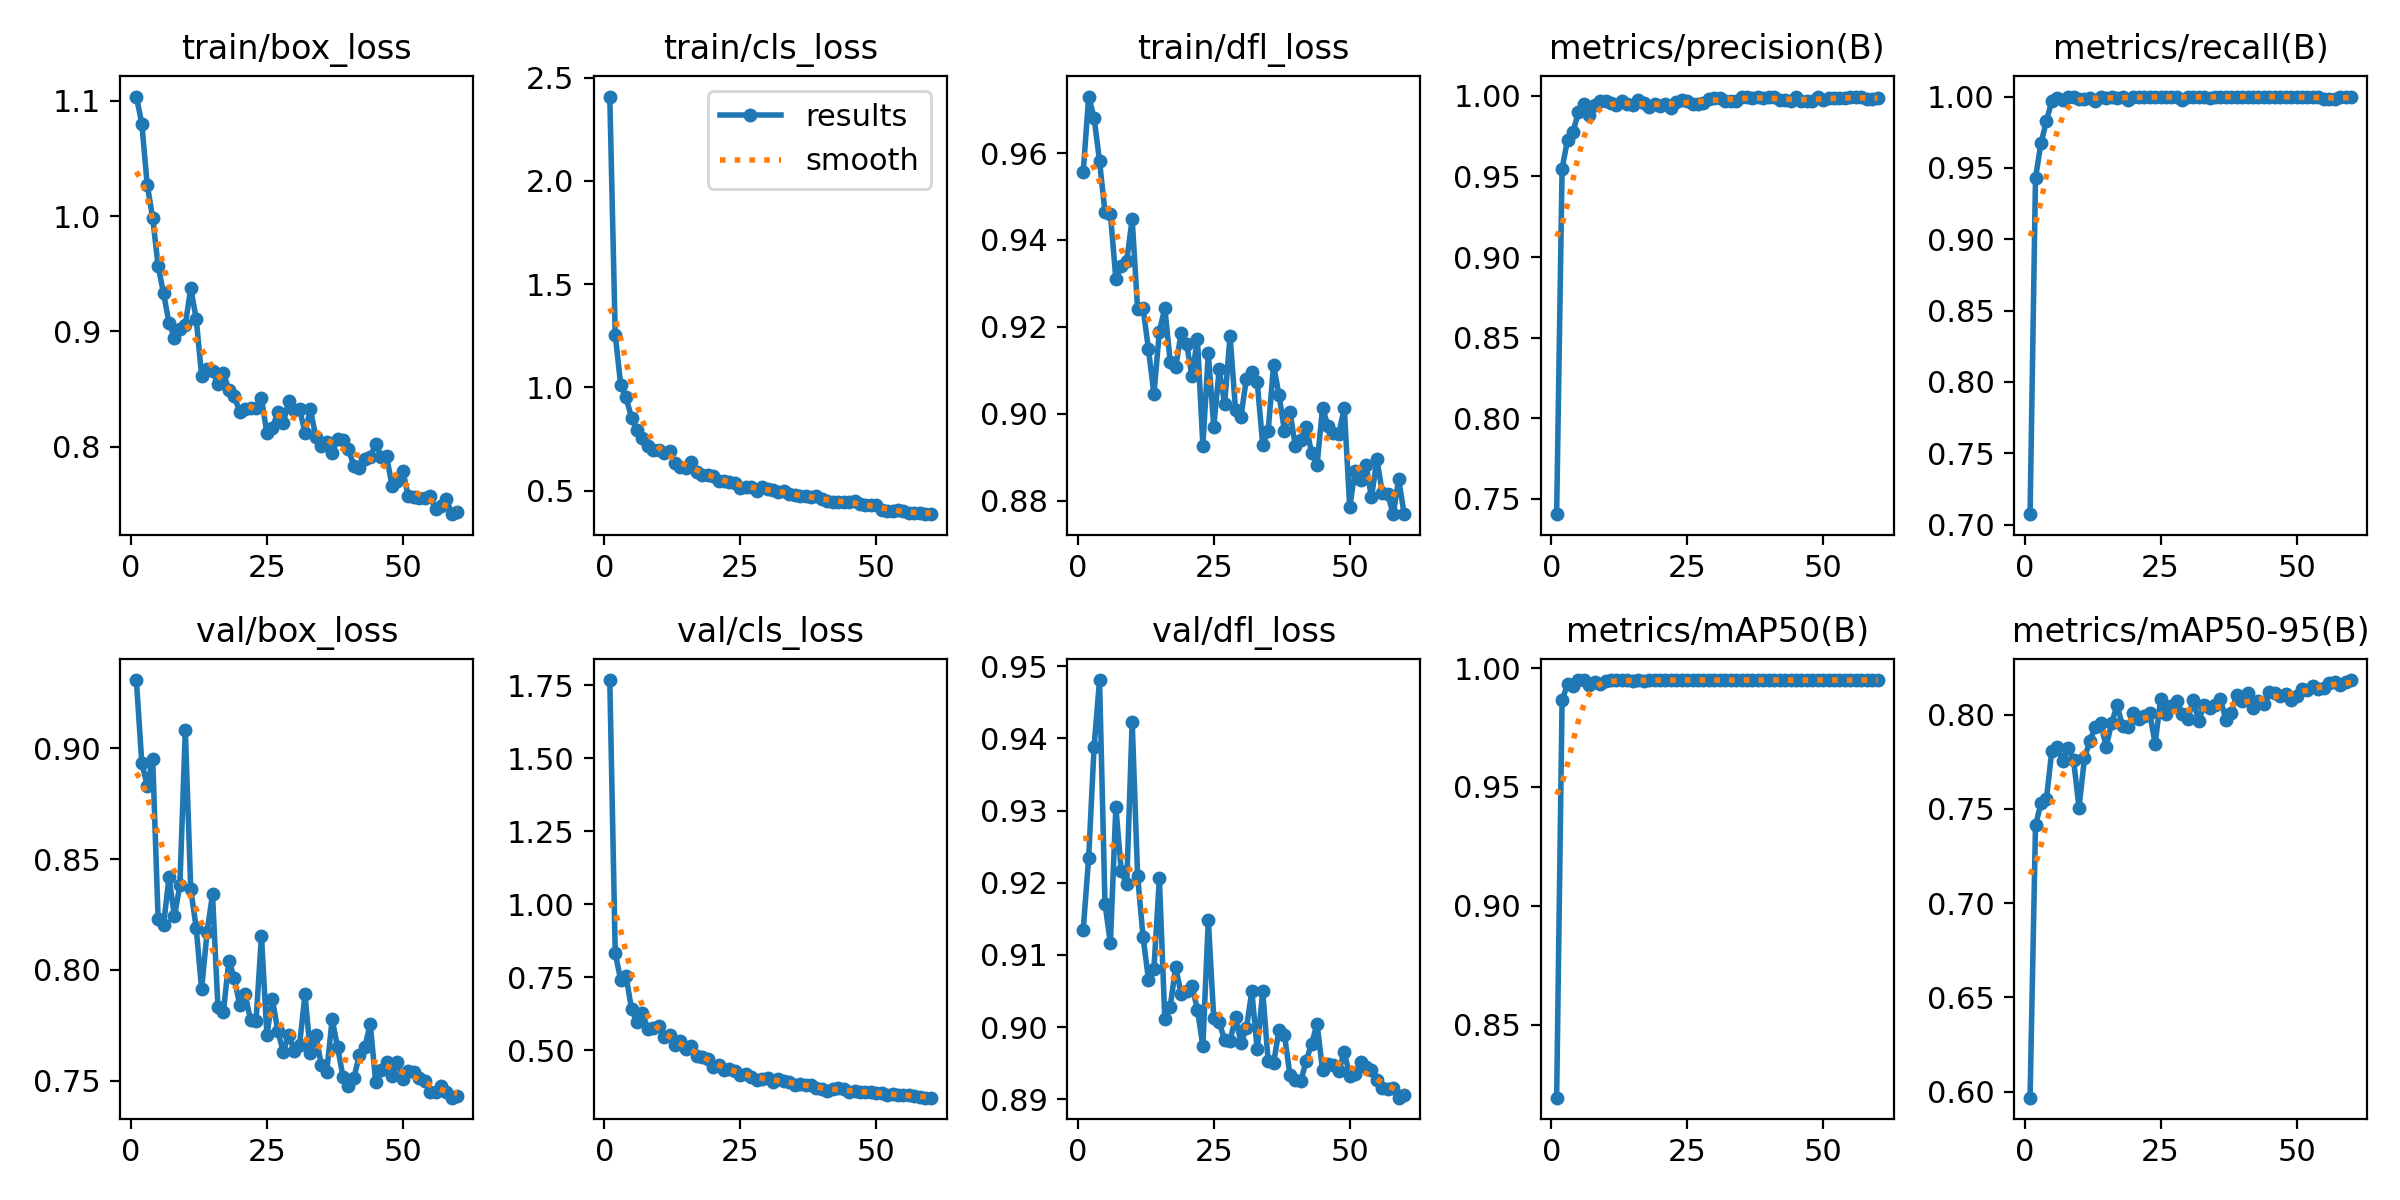 train/box_loss
train/cls_loss
train/dfl_loss
metrics/precision(B)
metrics/recall(B)
1.1
1.0
0.9
0.8
0 25 50
2.5
2.0
1.5
1.0
0.5
results
smooth
0 25 50
0.96
0.94
0.92
0.90
0.88
0 25 50
1.00
0.95
0.90
0.85
0.80
0.75
0 25 50
1.00
0.95
0.90
0.85
0.80
0.75
0.70
0 25 50
val/box_loss
val/cls_loss
val/dfl_loss
metrics/mAP50(B)
metrics/mAP50-95(B)
0.90
0.85
0.80
0.75
0 25 50
1.75
1.50
1.25
1.00
0.75
0.50
0 25 50
0.95
0.94
0.93
0.92
0.91
0.90
0.89
0 25 50
1.00
0.95
0.90
0.85
0 25 50
0.80
0.75
0.70
0.65
0.60
0 25 50